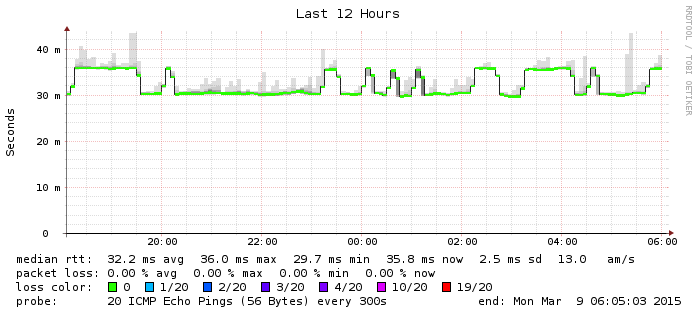 Last 12 Hours
RRDTOOL / TOBI OETIKER
Seconds
40 m
30 m
20 m
10 m
0
20:00 22:00 00:00 02:00 04:00 06:00
median rtt: 32.2 ms avg 36.0 ms max 29.7 ms min 35.8 ms now 2.5 ms sd 13.0 am/s
packet loss: 0.00 % avg 0.00 % max 0.00 % min 0.00 % now
loss color: 0 1/20 2/20 3/20 4/20 10/20 19/20
probe: 20 ICMP Echo Pings (56 Bytes) every 300s end: Mon Mar 9 06:05:03 2015